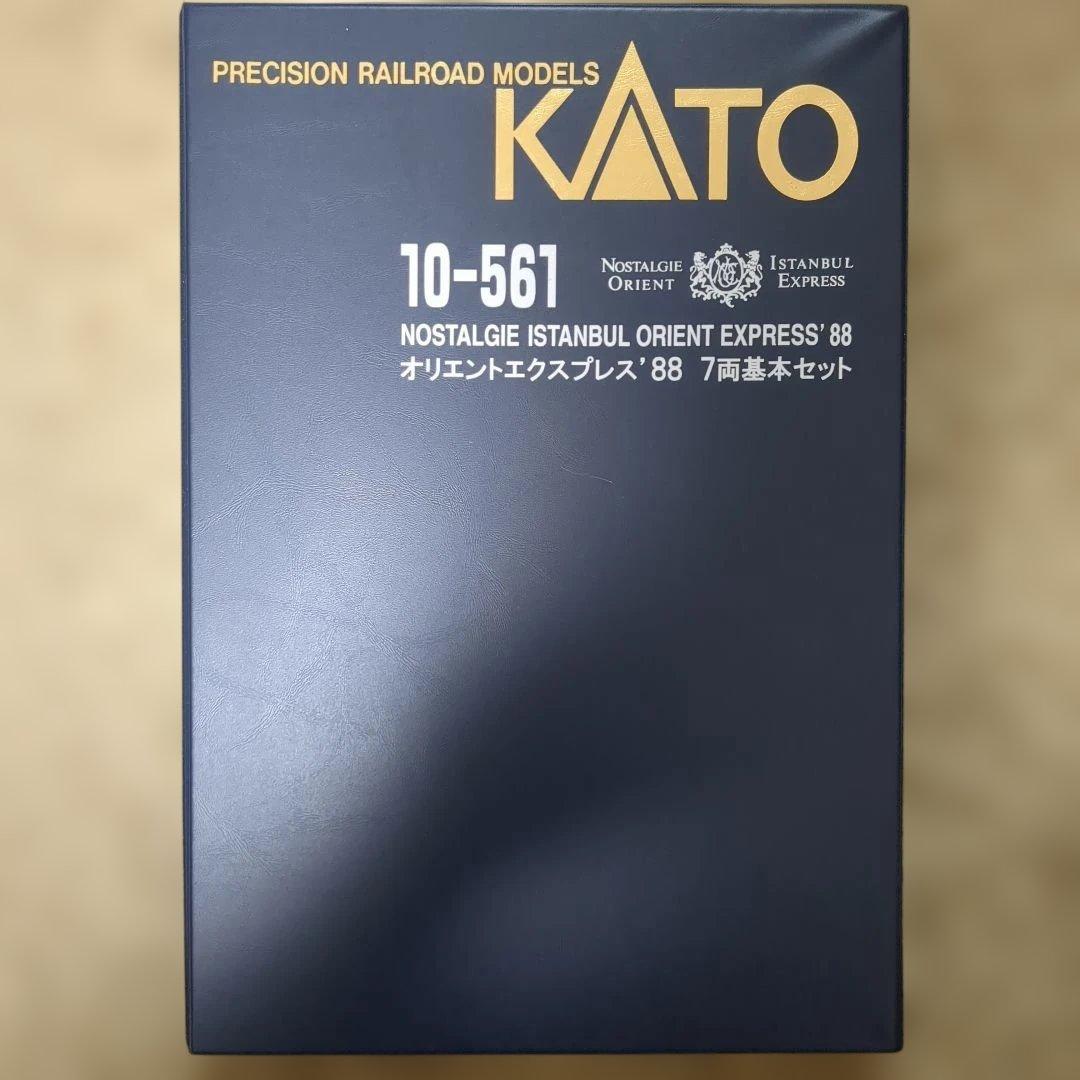 PRECISION RAILROAD MODELS
KATO
10-561
NOSTALGIE ISTANBUL
ORIENT EXPRESS
NOSTALGIE ISTANBUL ORIENT EXPRESS'88
オリエントエクスプレス'88 7両基本セット